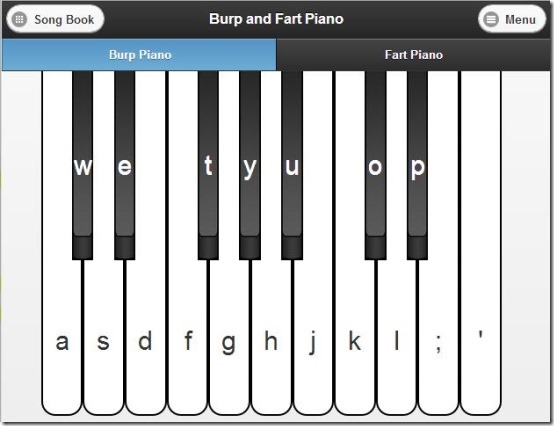 Song Book Burp and Fart Piano Menu
Burp Piano Fart Piano
w e t y u o p
a s d f g h j k l ; '